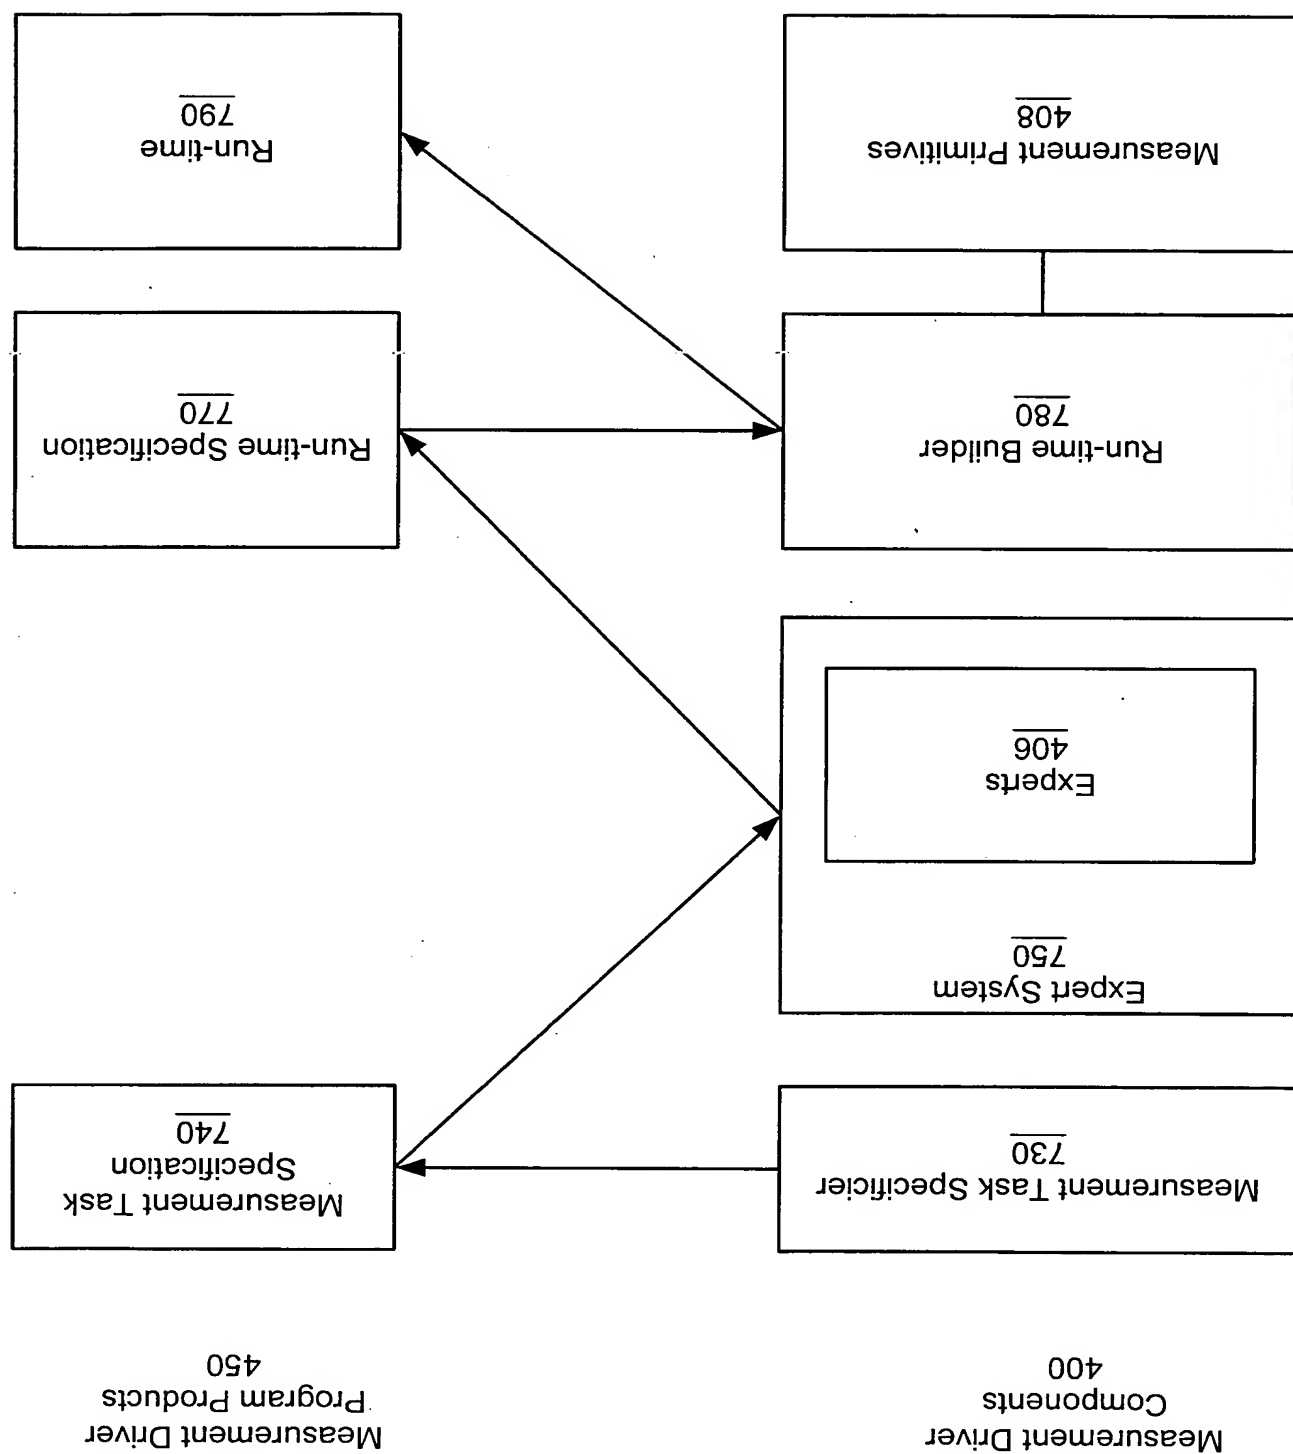 Measurement Driver
Components
400
Measurement Driver
Program Products
450
Measurement Task Specificier
730
Measurement Task
Specification
740
Expert System
750
Experts
406
Run-time Builder
780
Run-time Specification
770
Measurement Primitives
408
Run-time
790